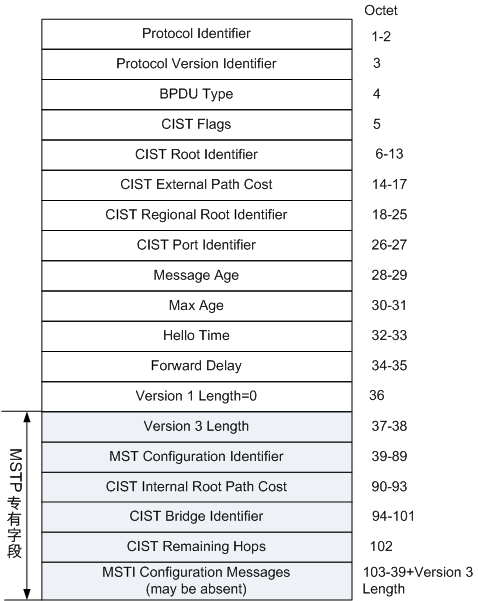 Octet
Protocol Identifier 1-2
Protocol Version Identifier 3
BPDU Type 4
CIST Flags 5
CIST Root Identifier 6-13
CIST External Path Cost 14-17
CIST Regional Root Identifier 18-25
CIST Port Identifier 26-27
Message Age 28-29
Max Age 30-31
Hello Time 32-33
Forward Delay 34-35
Version 1 Length=0 36
Version 3 Length 37-38
MST Configuration Identifier 39-89
CIST Internal Root Path Cost 90-93
CIST Bridge Identifier 94-101
CIST Remaining Hops 102
MSTI Configuration Messages 103-39+Version 3
(may be absent) Length
MSTP 专有字段